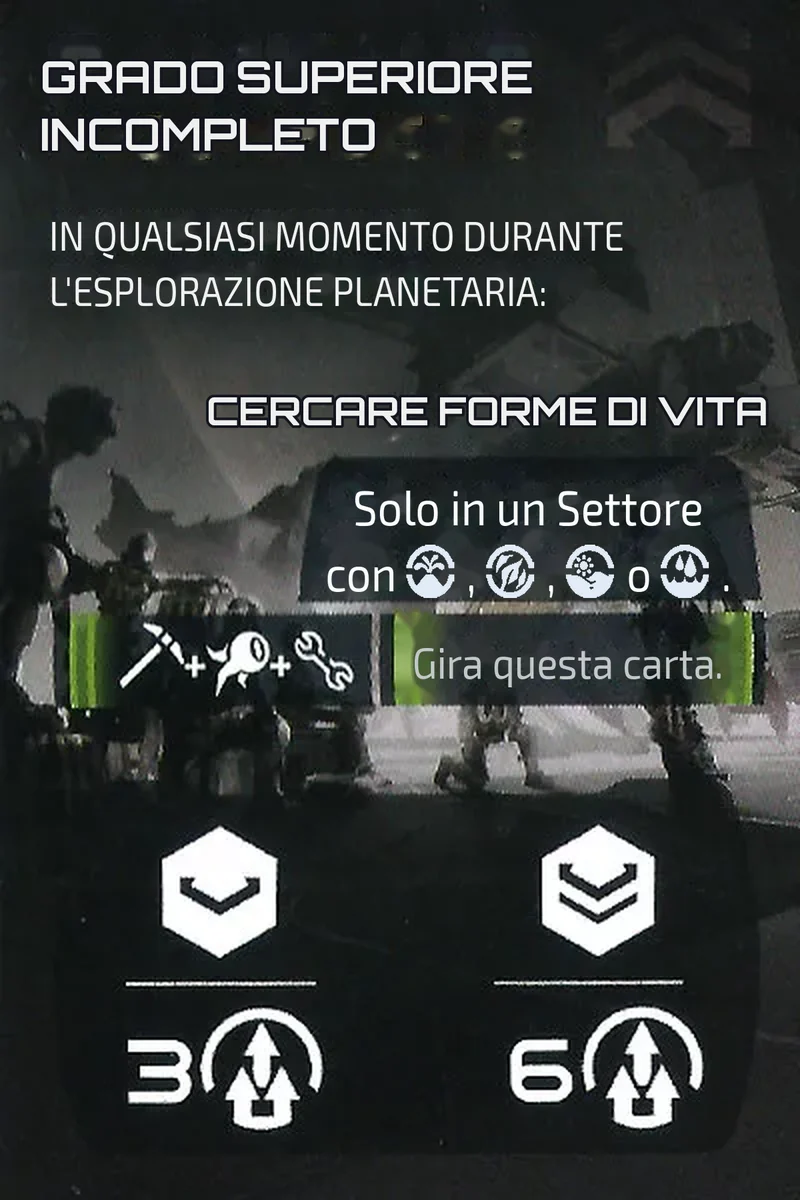 GRADO SUPERIORE
INCOMPLETO
IN QUALSIASI MOMENTO DURANTE
L'ESPLORAZIONE PLANETARIA:
CERCARE FORME DI VITA
Solo in un Settore
con , , o .
+ +
Gira questa carta.
3
6